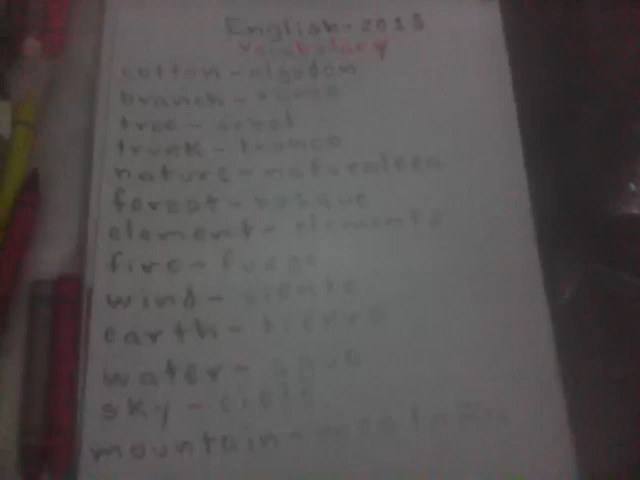 English-2015
Vocabulary
cotton-algodon
branch-rama
tree-arbol
trunk-tronco
nature-naturaleza
forest-bosque
element-elemento
fire-fuego
wind-viento
earth-tierra
water-agua
sky-cielo
mountain-montaña